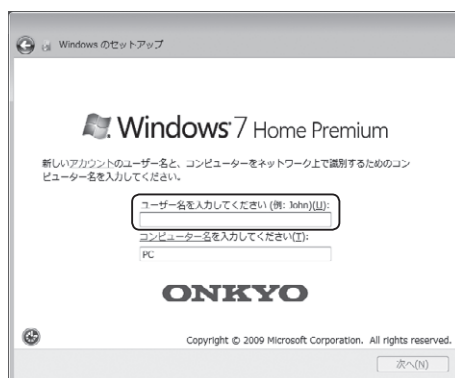 Windows のセットアップ
Windows 7 Home Premium
新しいアカウントのユーザー名と、コンピューターをネットワーク上で識別するためのコン
ピューター名を入力してください。
ユーザー名を入力してください (例: John)(U):
コンピューター名を入力してください(T):
PC
ONKYO
Copyright © 2009 Microsoft Corporation. All rights reserved.
次へ(N)